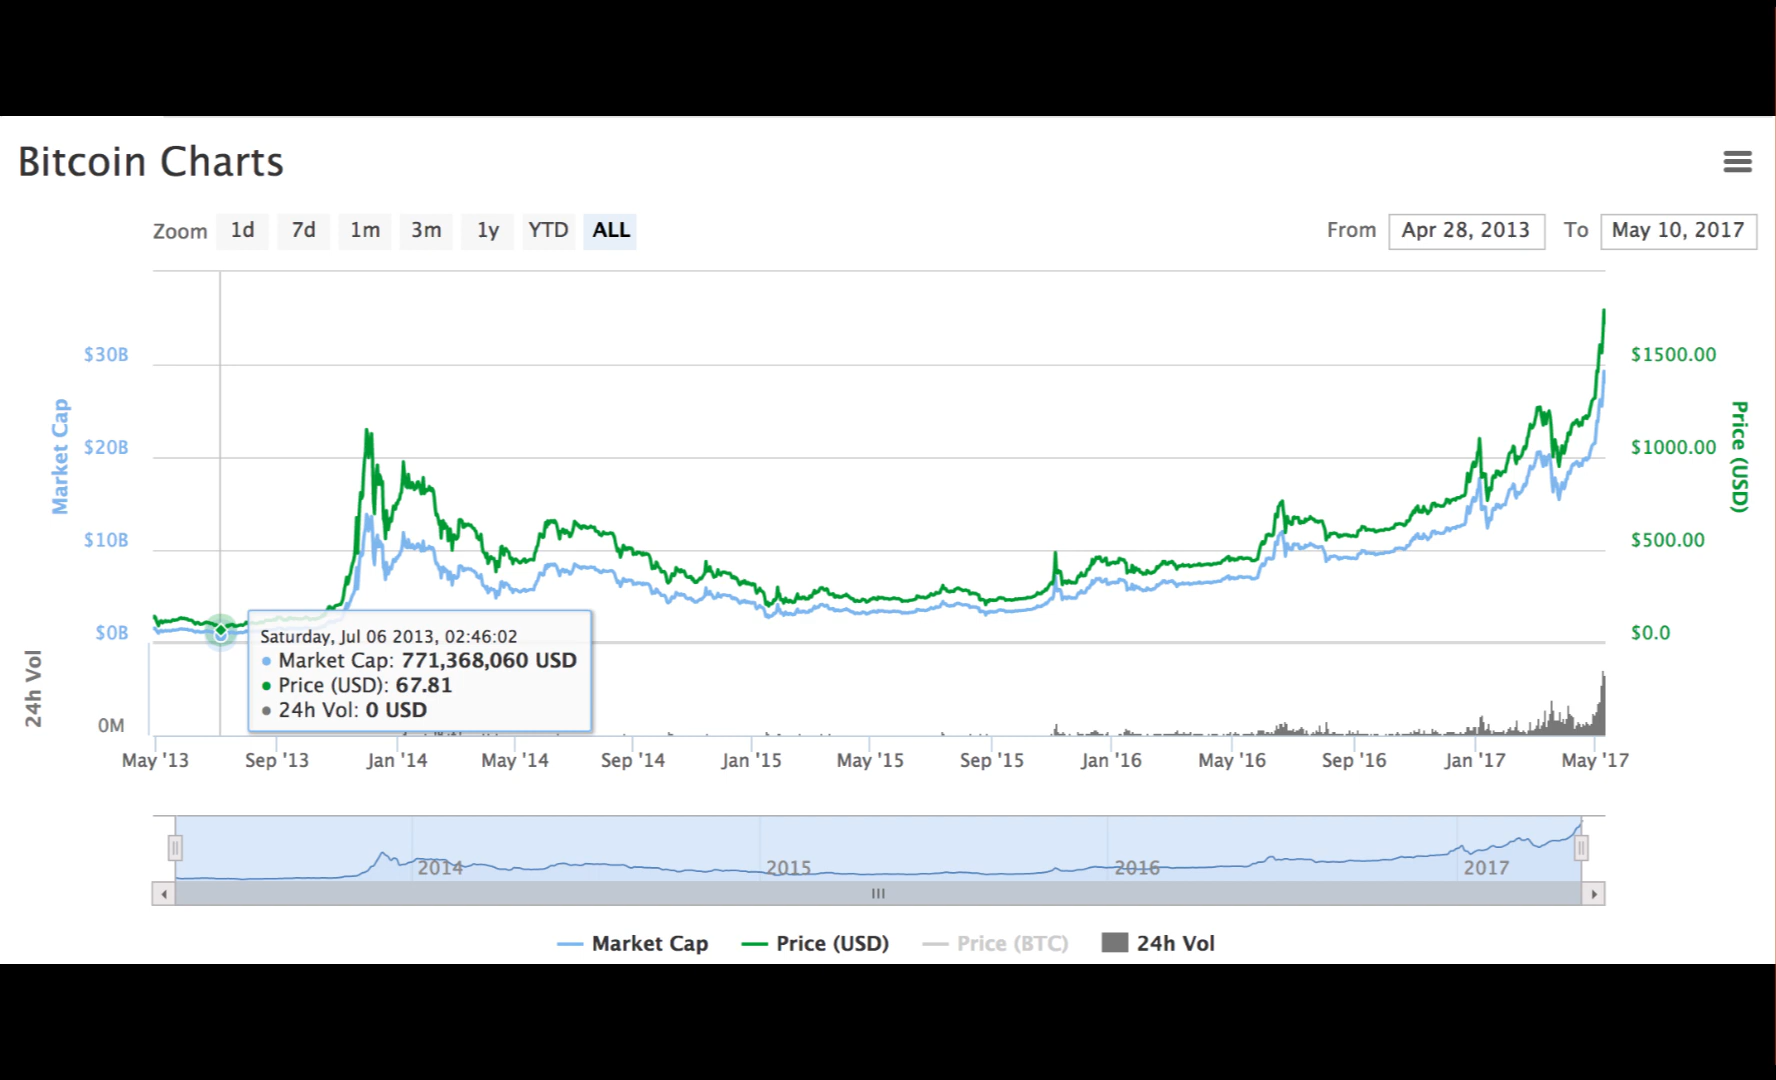 Bitcoin Charts
Zoom 1d 7d 1m 3m 1y YTD ALL From Apr 28, 2013 To May 10, 2017
$30B
$20B
$10B
$0B
Market Cap
0M
24h Vol
$1500.00
$1000.00
$500.00
$0.0
Price (USD)
Saturday, Jul 06 2013, 02:46:02
Market Cap: 771,368,060 USD
Price (USD): 67.81
24h Vol: 0 USD
May '13 Sep '13 Jan '14 May '14 Sep '14 Jan '15 May '15 Sep '15 Jan '16 May '16 Sep '16 Jan '17 May '17
2014 2015 2016 2017
Market Cap Price (USD) Price (BTC) 24h Vol